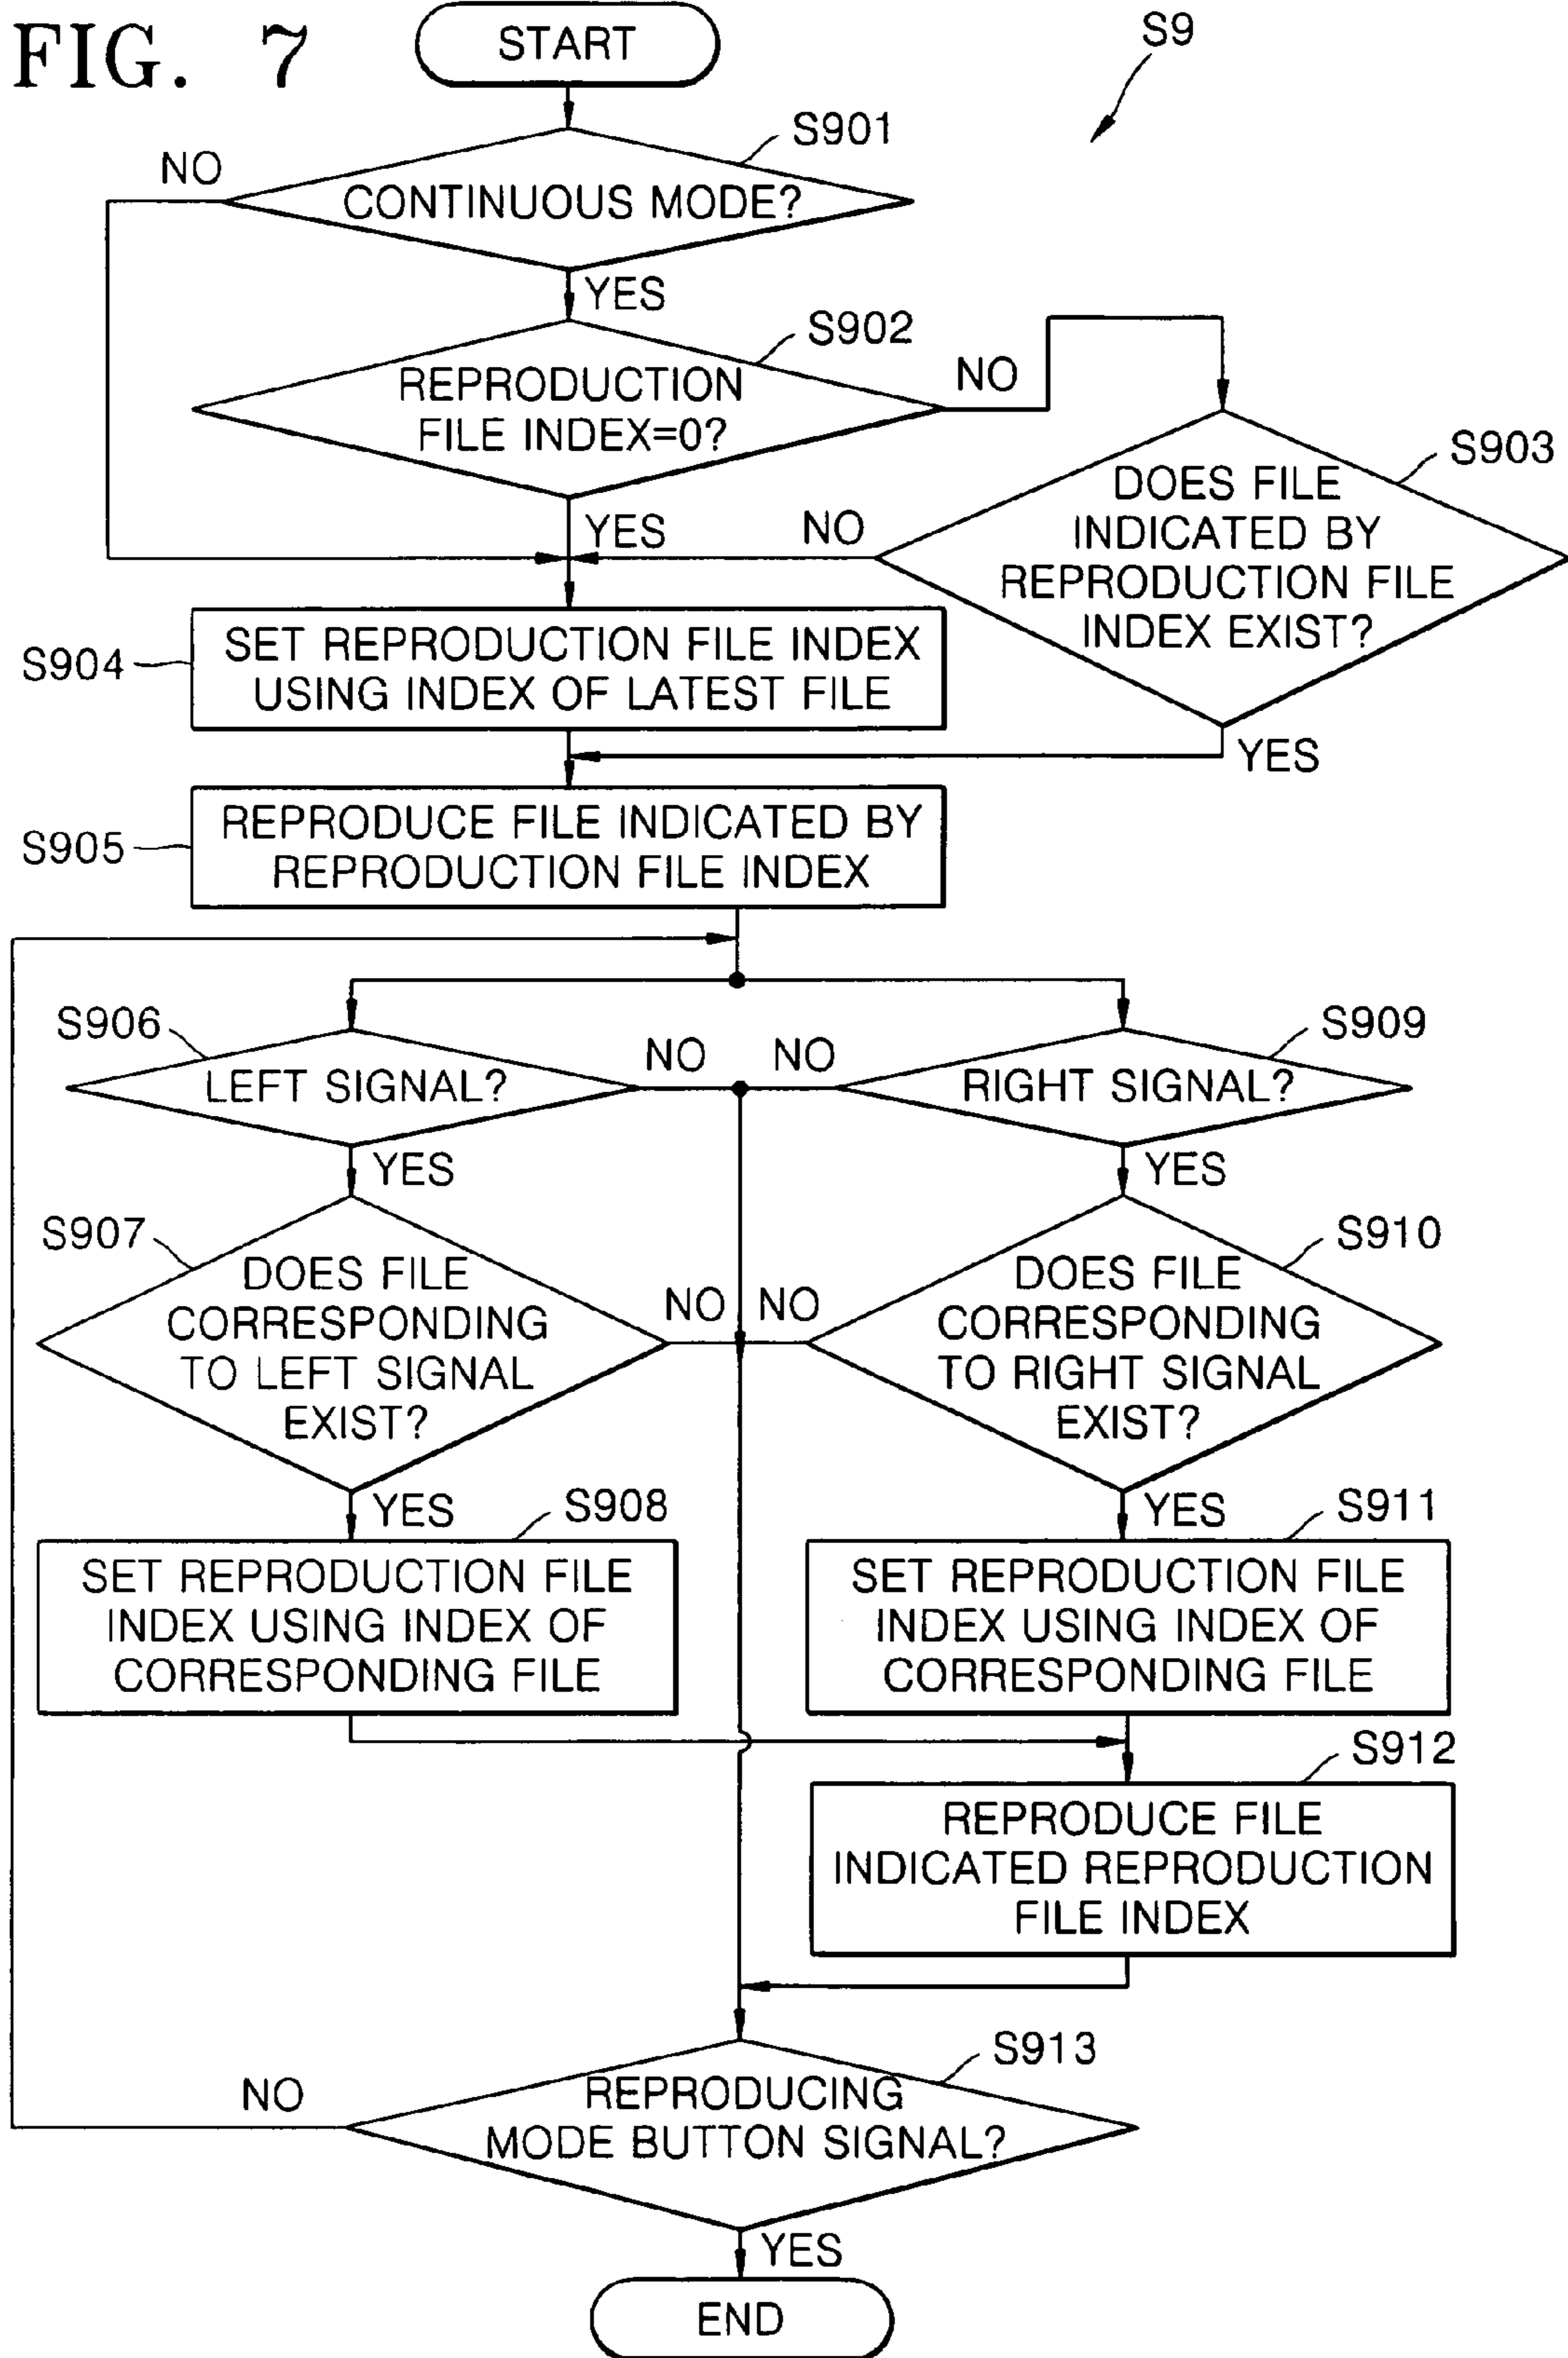 FIG. 7
START
S9
S901
NO
CONTINUOUS MODE?
YES
S902
REPRODUCTION
FILE INDEX=0?
NO
S903
DOES FILE
INDICATED BY
REPRODUCTION FILE
INDEX EXIST?
YES
NO
S904
SET REPRODUCTION FILE INDEX
USING INDEX OF LATEST FILE
YES
S905
REPRODUCE FILE INDICATED BY
REPRODUCTION FILE INDEX
S906
LEFT SIGNAL?
NO
NO
S909
RIGHT SIGNAL?
YES
YES
S907
DOES FILE
CORRESPONDING
TO LEFT SIGNAL
EXIST?
NO
NO
S910
DOES FILE
CORRESPONDING
TO RIGHT SIGNAL
EXIST?
YES
S908
SET REPRODUCTION FILE
INDEX USING INDEX OF
CORRESPONDING FILE
YES
S911
SET REPRODUCTION FILE
INDEX USING INDEX OF
CORRESPONDING FILE
S912
REPRODUCE FILE
INDICATED REPRODUCTION
FILE INDEX
S913
NO
REPRODUCING
MODE BUTTON SIGNAL?
YES
END